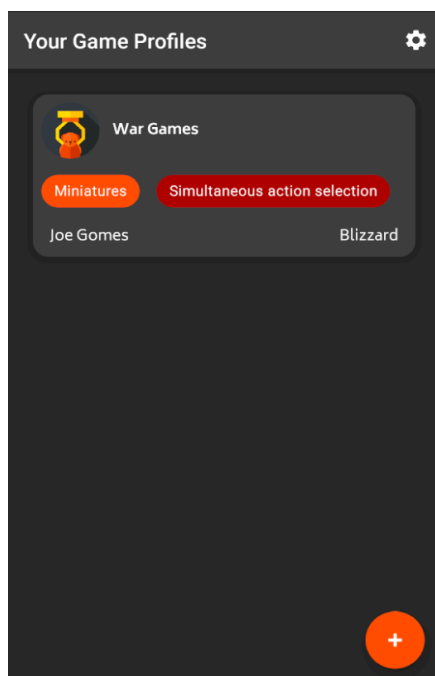 Your Game Profiles
War Games
Miniatures Simultaneous action selection
Joe Gomes Blizzard
+